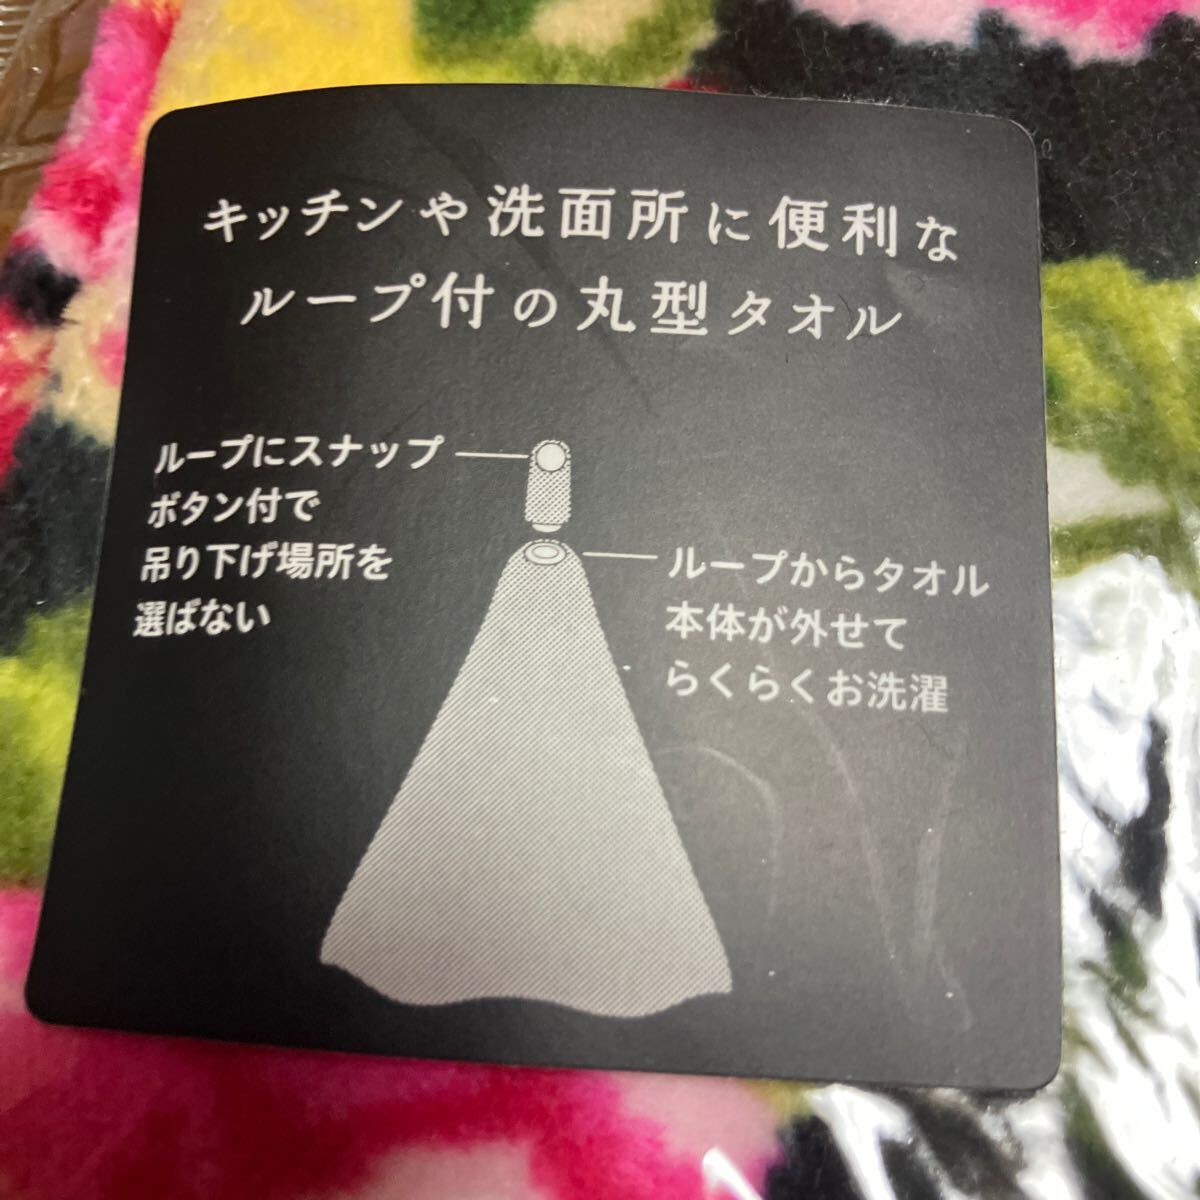 キッチンや洗面所に便利な
ループ付の丸型タオル
ループにスナップ
ボタン付で
吊り下げ場所を
選ばない
ループからタオル
本体が外せて
らくらくお洗濯